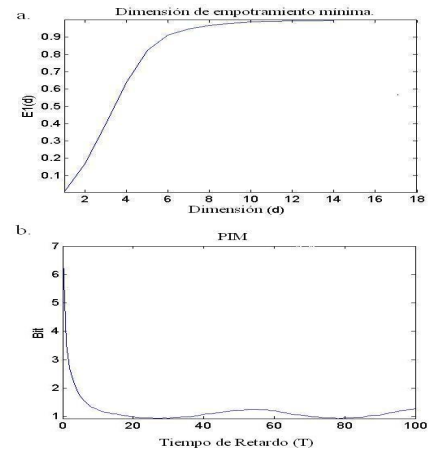 a.
Dimensión de empotramiento mínima.
E1(d)
0.9
0.8
0.7
0.6
0.5
0.4
0.3
0.2
0.1
2 4 6 8 10 12 14 16 18
Dimensión (d)
b.
PIM
Bit
7
6
5
4
3
2
1
0 20 40 60 80 100
Tiempo de Retardo (T)